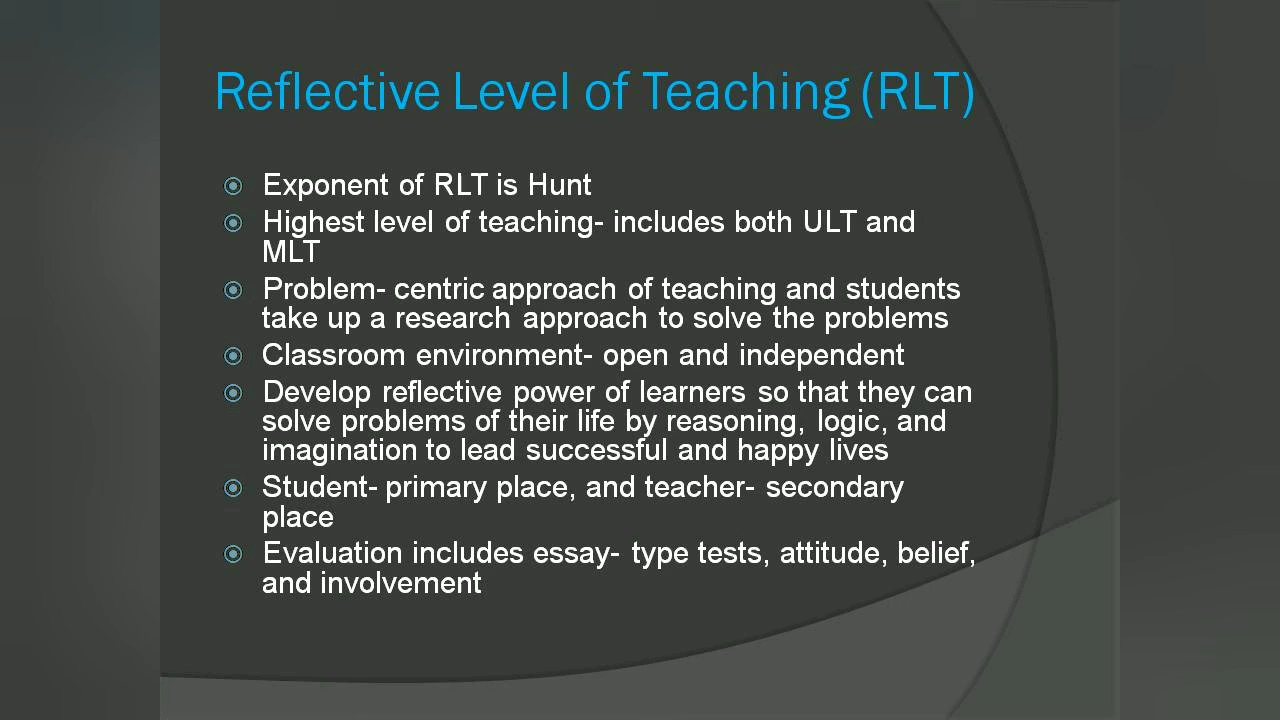 Reflective Level of Teaching (RLT)
Exponent of RLT is Hunt
Highest level of teaching- includes both ULT and
MLT
Problem- centric approach of teaching and students
take up a research approach to solve the problems
Classroom environment- open and independent
Develop reflective power of learners so that they can
solve problems of their life by reasoning, logic, and
imagination to lead successful and happy lives
Student- primary place, and teacher- secondary
place
Evaluation includes essay- type tests, attitude, belief,
and involvement